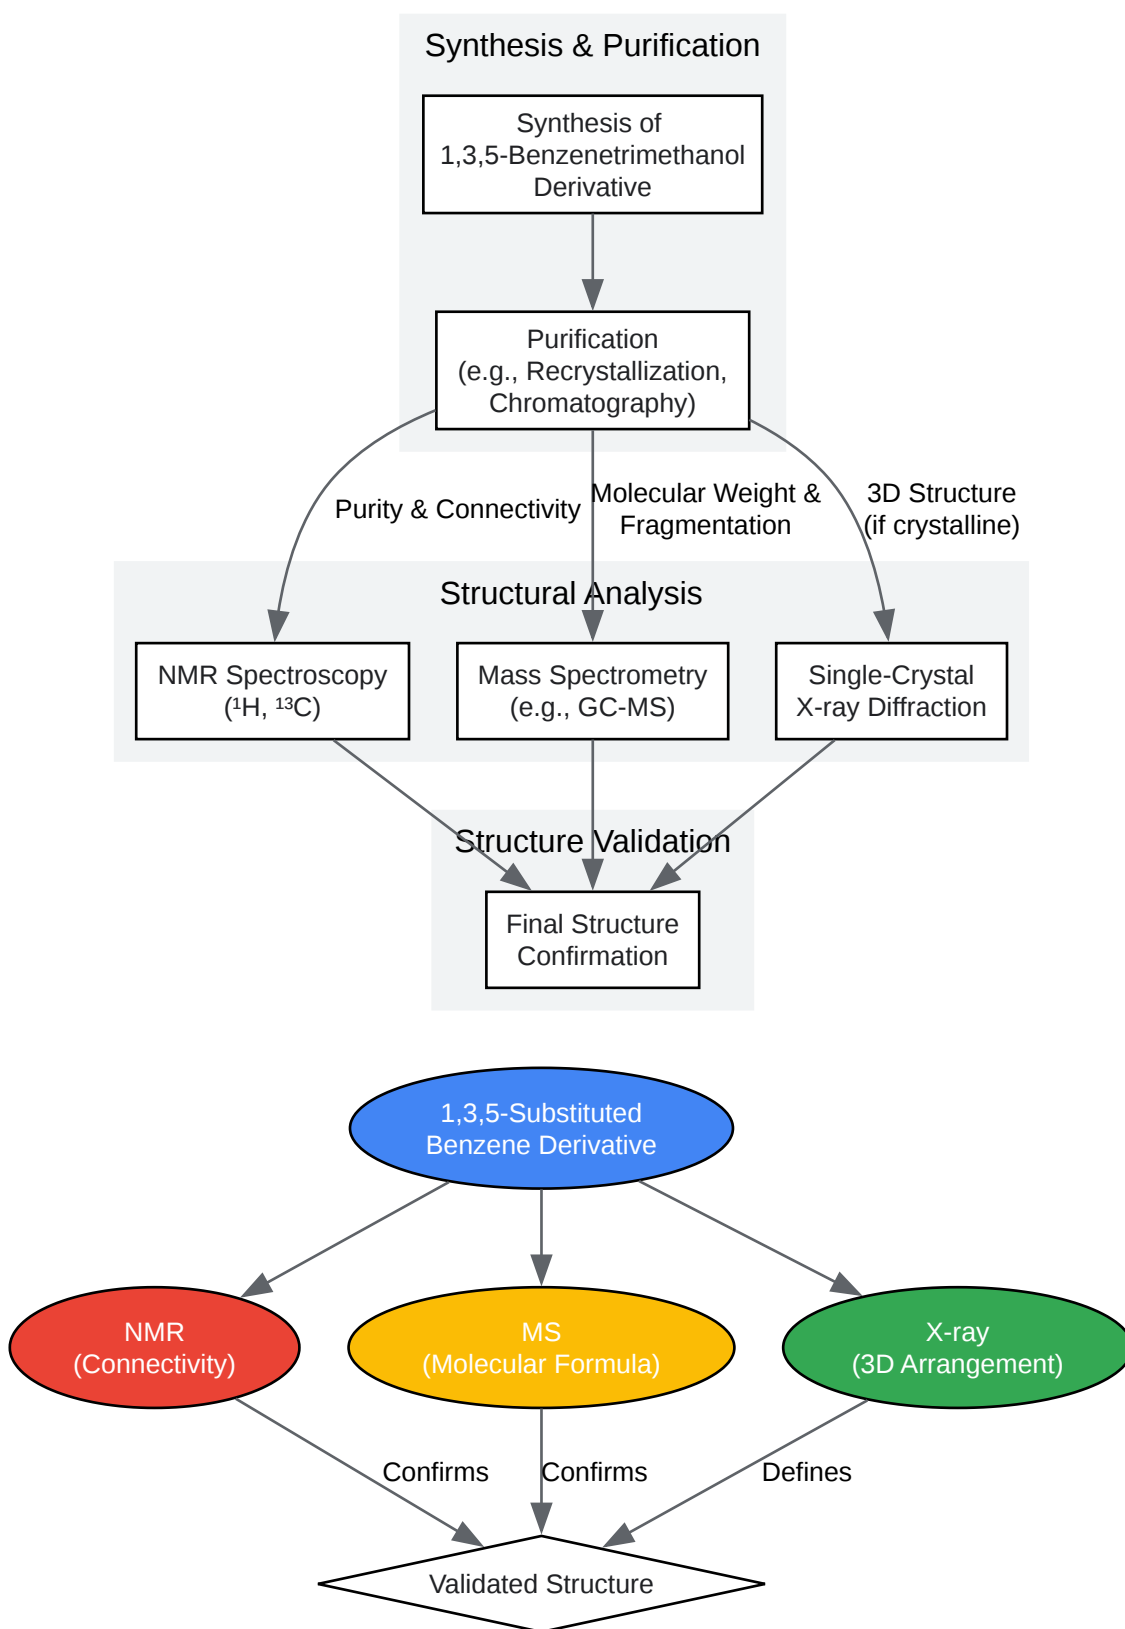 Synthesis & Purification
Synthesis of
1,3,5-Benzenetrimethanol
Derivative
Purification
(e.g., Recrystallization,
Chromatography)
Purity & Connectivity
Molecular Weight &
Fragmentation
3D Structure
(if crystalline)
Structural Analysis
NMR Spectroscopy
(¹H, ¹³C)
Mass Spectrometry
(e.g., GC-MS)
Single-Crystal
X-ray Diffraction
Structure Validation
Final Structure
Confirmation
1,3,5-Substituted
Benzene Derivative
NMR
(Connectivity)
MS
(Molecular Formula)
X-ray
(3D Arrangement)
Confirms
Confirms
Defines
Validated Structure